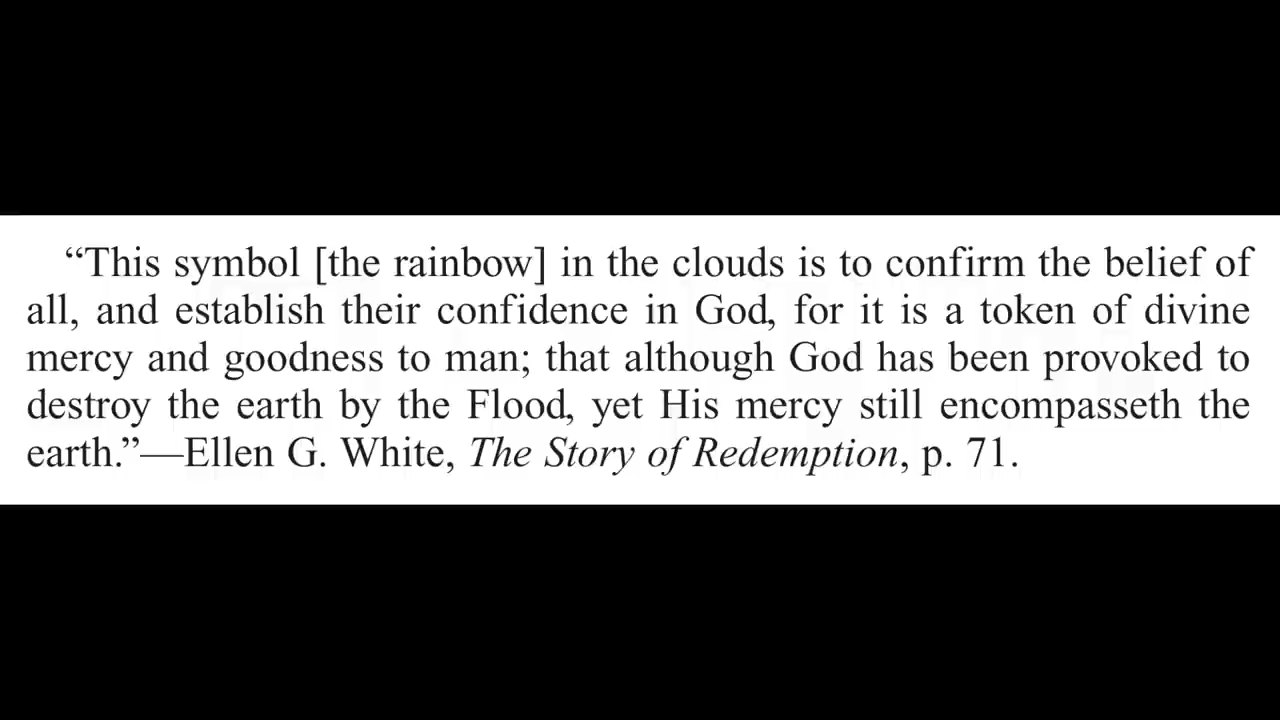 “This symbol [the rainbow] in the clouds is to confirm the belief of
all, and establish their confidence in God, for it is a token of divine
mercy and goodness to man; that although God has been provoked to
destroy the earth by the Flood, yet His mercy still encompasseth the
earth.”—Ellen G. White, The Story of Redemption, p. 71.